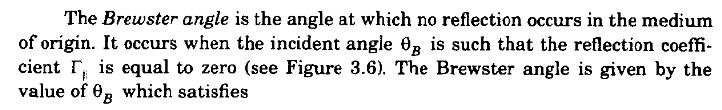 The Brewster angle is the angle at which no reflection occurs in the medium
of origin. It occurs when the incident angle θB is such that the reflection coeffi-
cient Γ∥ is equal to zero (see Figure 3.6). The Brewster angle is given by the
value of θB which satisfies